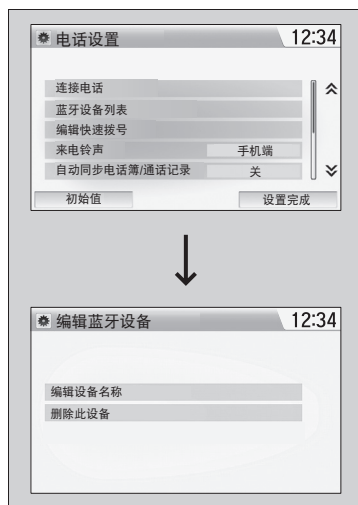 电话设置 12:34
连接电话
蓝牙设备列表
编辑快速拨号
来电铃声 手机端
自动同步电话簿/通话记录 关
初始值 设置完成
编辑蓝牙设备 12:34
编辑设备名称
删除此设备